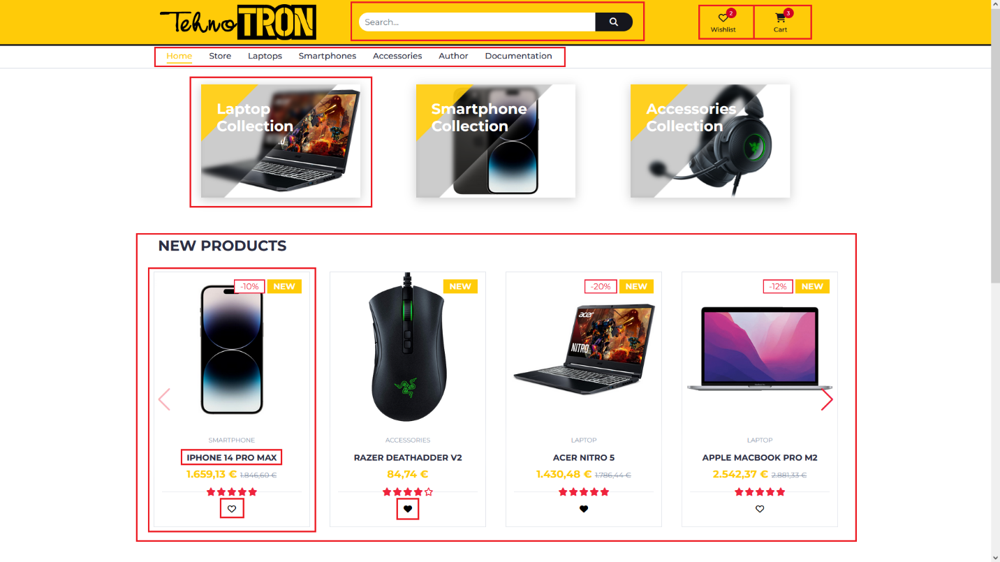 Tehno TRON
Search...
2
Wishlist
3
Cart
Home Store Laptops Smartphones Accessories Author Documentation
Laptop
Collection
Smartphone
Collection
Accessories
Collection
NEW PRODUCTS
-10% NEW
SMARTPHONE
IPHONE 14 PRO MAX
1.659,13 € 1.846,60 €
NEW
ACCESSORIES
RAZER DEATHADDER V2
84,74 €
-20% NEW
acer
NITRO
LAPTOP
ACER NITRO 5
1.430,48 € 1.786,44 €
-12% NEW
LAPTOP
APPLE MACBOOK PRO M2
2.542,37 € 2.881,33 €